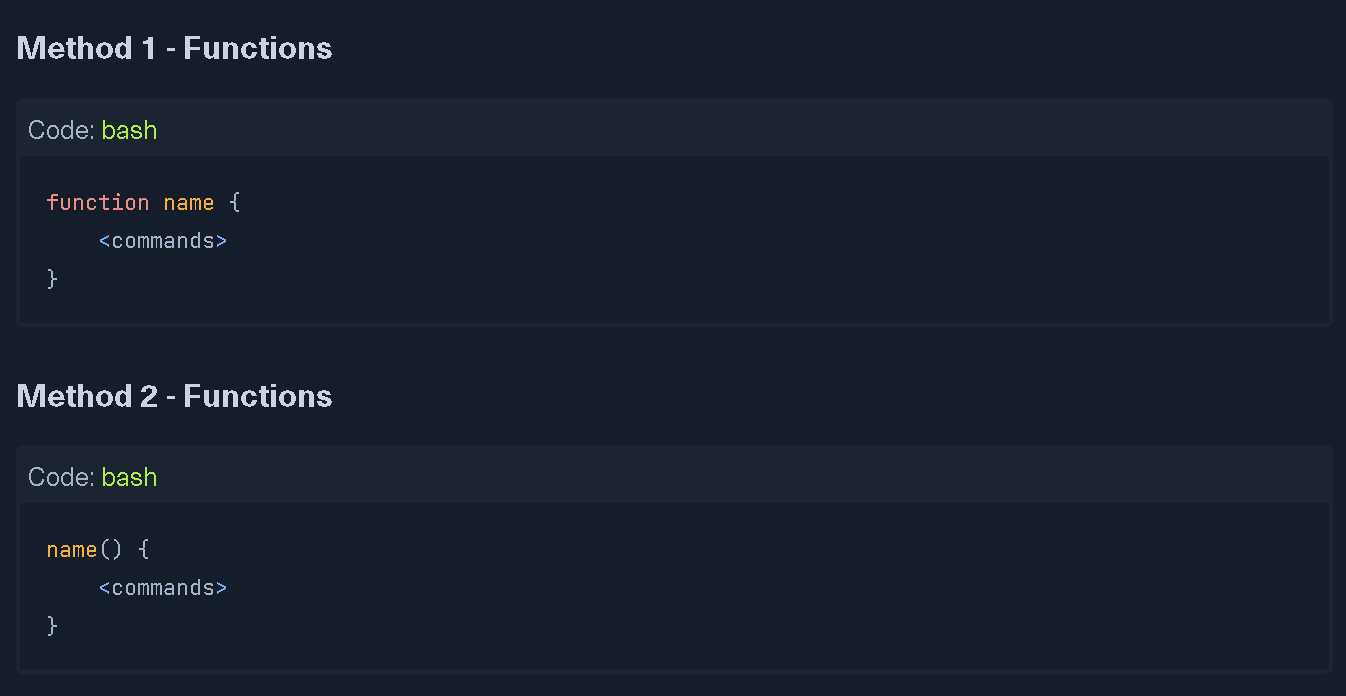 Method 1 - Functions
Code: bash
function name {
    <commands>
}
Method 2 - Functions
Code: bash
name() {
    <commands>
}